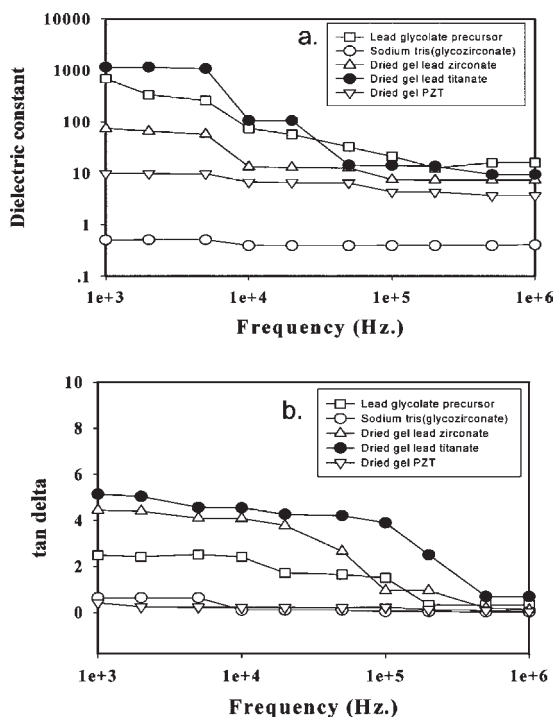 a.
Lead glycolate precursor
Sodium tris(glycozirconate)
Dried gel lead zirconate
Dried gel lead titanate
Dried gel PZT
Dielectric constant
10000
1000
100
10
1
.1
1e+3 1e+4 1e+5 1e+6
Frequency (Hz.)
b.
Lead glycolate precursor
Sodium tris(glycozirconate)
Dried gel lead zirconate
Dried gel lead titanate
Dried gel PZT
tan delta
10
8
6
4
2
0
1e+3 1e+4 1e+5 1e+6
Frequency (Hz.)